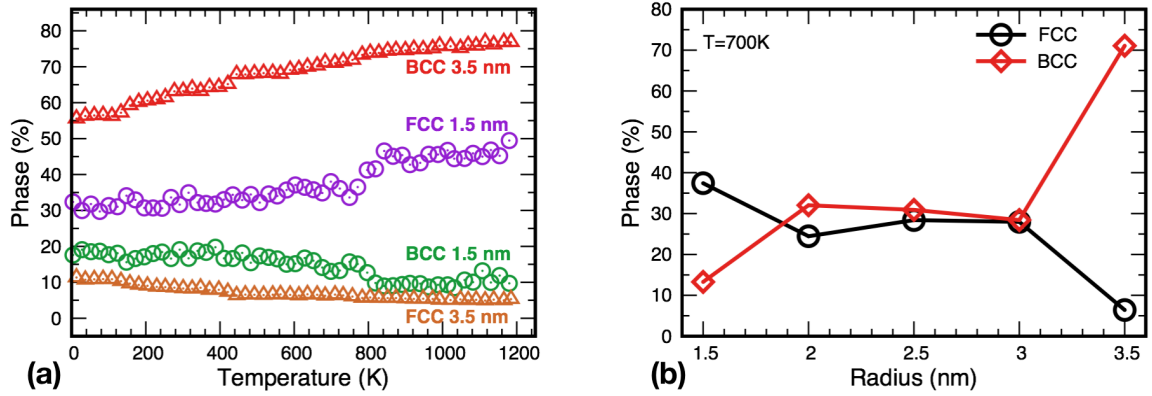 80
70
60
50
40
30
20
10
0
Phase (%)
BCC 3.5 nm
FCC 1.5 nm
BCC 1.5 nm
FCC 3.5 nm
0 200 400 600 800 1000 1200
Temperature (K)
(a)
80
70
60
50
40
30
20
10
0
Phase (%)
T=700K
FCC
BCC
1.5 2 2.5 3 3.5
Radius (nm)
(b)